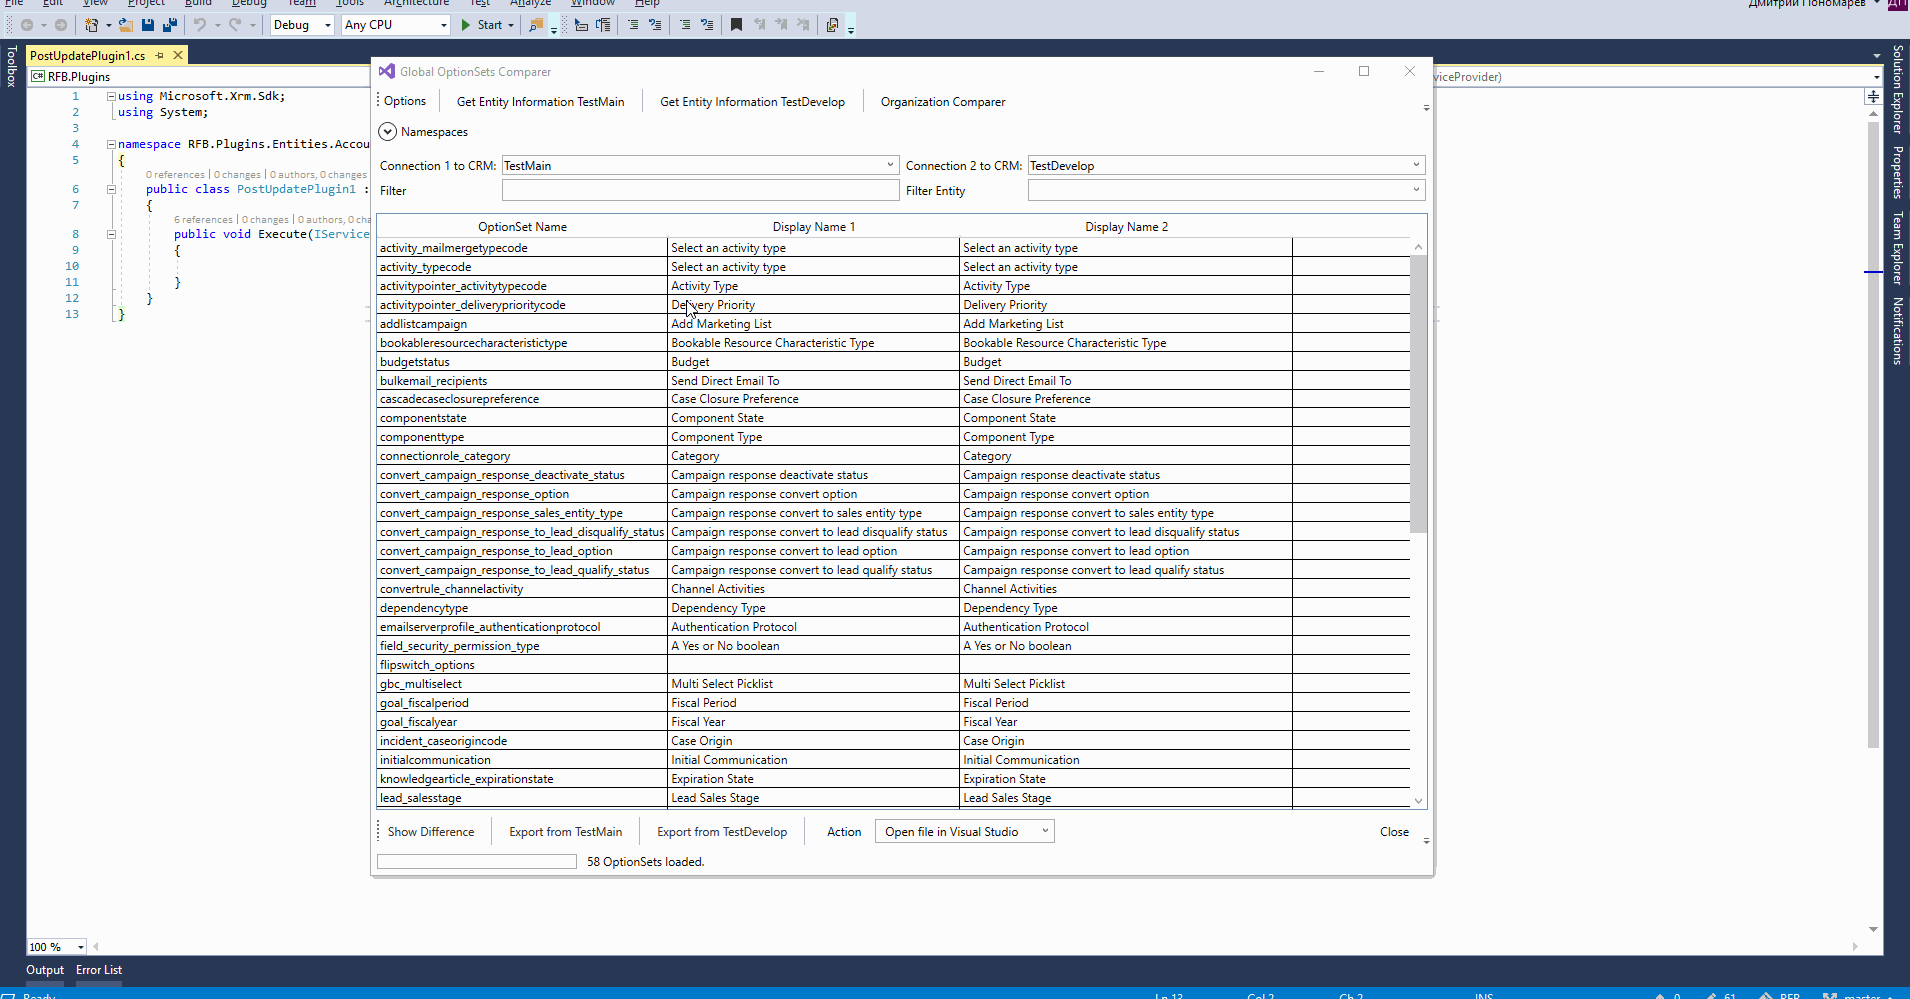 File Edit View Project Build Debug Team Tools Architecture Test Analyze Window Help
Дмитрий Пономарев ДП
Debug Any CPU Start
Toolbox
PostUpdatePlugin1.cs
C# RFB.Plugins
viceProvider)
1 using Microsoft.Xrm.Sdk;
2 using System;
3
4 namespace RFB.Plugins.Entities.Accou
5 {
0 references | 0 changes | 0 authors, 0 changes
6 public class PostUpdatePlugin1 :
7 {
6 references | 0 changes | 0 authors, 0 cha
8 public void Execute(IService
9 {
10
11 }
12 }
13 }
Global OptionSets Comparer
Options Get Entity Information TestMain Get Entity Information TestDevelop Organization Comparer
Namespaces
Connection 1 to CRM: TestMain Connection 2 to CRM: TestDevelop
Filter Filter Entity
OptionSet Name Display Name 1 Display Name 2
activity_mailmergetypecode Select an activity type Select an activity type
activity_typecode Select an activity type Select an activity type
activitypointer_activitytypecode Activity Type Activity Type
activitypointer_deliveryprioritycode Delivery Priority Delivery Priority
addlistcampaign Add Marketing List Add Marketing List
bookableresourcecharacteristictype Bookable Resource Characteristic Type Bookable Resource Characteristic Type
budgetstatus Budget Budget
bulkemail_recipients Send Direct Email To Send Direct Email To
cascadecaseclosurepreference Case Closure Preference Case Closure Preference
componentstate Component State Component State
componenttype Component Type Component Type
connectionrole_category Category Category
convert_campaign_response_deactivate_status Campaign response deactivate status Campaign response deactivate status
convert_campaign_response_option Campaign response convert option Campaign response convert option
convert_campaign_response_sales_entity_type Campaign response convert to sales entity type Campaign response convert to sales entity type
convert_campaign_response_to_lead_disqualify_status Campaign response convert to lead disqualify status Campaign response convert to lead disqualify status
convert_campaign_response_to_lead_option Campaign response convert to lead option Campaign response convert to lead option
convert_campaign_response_to_lead_qualify_status Campaign response convert to lead qualify status Campaign response convert to lead qualify status
convertrule_channelactivity Channel Activities Channel Activities
dependencytype Dependency Type Dependency Type
emailserverprofile_authenticationprotocol Authentication Protocol Authentication Protocol
field_security_permission_type A Yes or No boolean A Yes or No boolean
flipswitch_options
gbc_multiselect Multi Select Picklist Multi Select Picklist
goal_fiscalperiod Fiscal Period Fiscal Period
goal_fiscalyear Fiscal Year Fiscal Year
incident_caseorigincode Case Origin Case Origin
initialcommunication Initial Communication Initial Communication
knowledgearticle_expirationstate Expiration State Expiration State
lead_salesstage Lead Sales Stage Lead Sales Stage
Show Difference Export from TestMain Export from TestDevelop Action Open file in Visual Studio Close
58 OptionSets loaded.
Solution Explorer
Properties
Team Explorer
Notifications
100 %
Output Error List
Ready Ln 13 Col 2 Ch 2 INS 0 61 RFB master